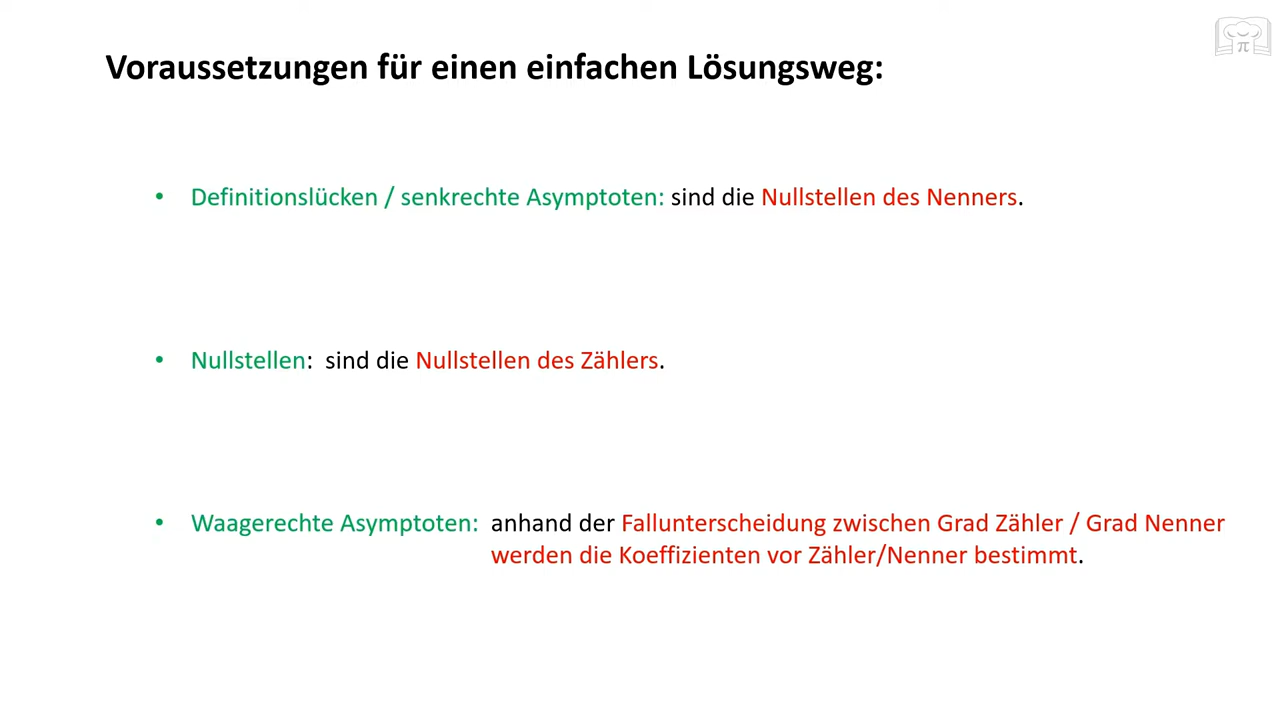 Voraussetzungen für einen einfachen Lösungsweg:
• Definitionslücken / senkrechte Asymptoten: sind die Nullstellen des Nenners.
• Nullstellen: sind die Nullstellen des Zählers.
• Waagerechte Asymptoten: anhand der Fallunterscheidung zwischen Grad Zähler / Grad Nenner
werden die Koeffizienten vor Zähler/Nenner bestimmt.
π